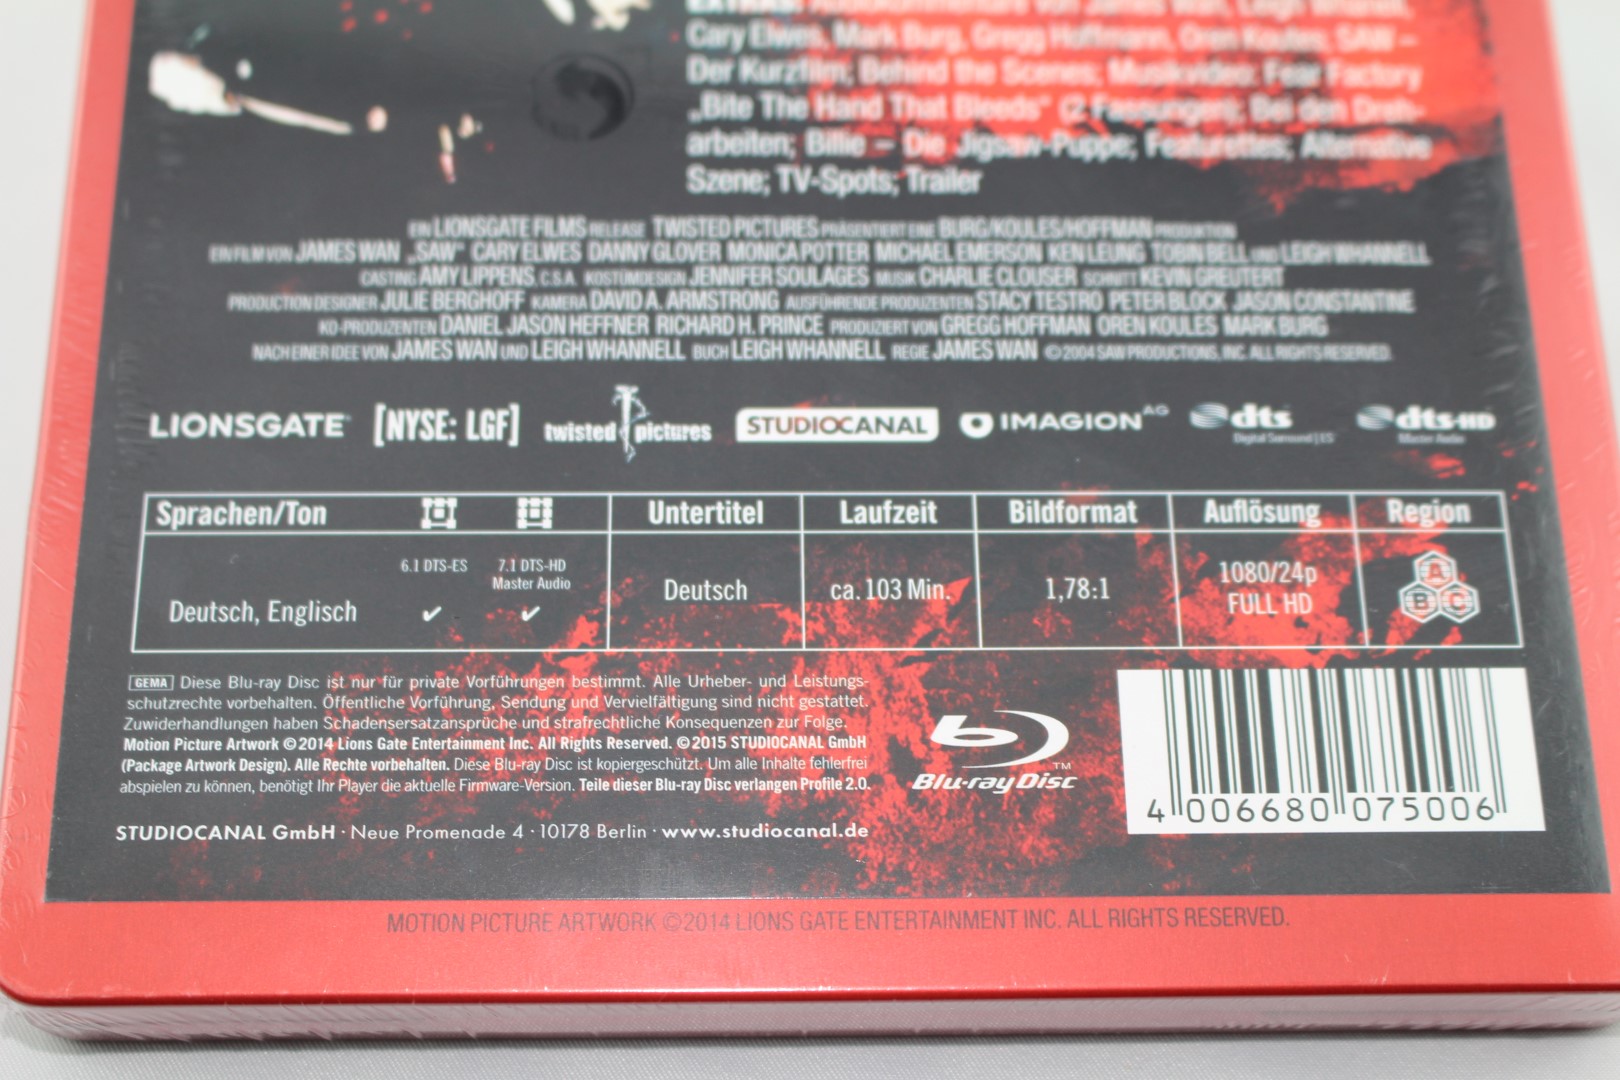 EXTRAS: Audiokommentare von James Wan, Leigh Whannell,
Cary Elwes, Mark Burg, Gregg Hoffmann, Oren Koules; SAW –
Der Kurzfilm; Behind the Scenes; Musikvideo: Fear Factory
„Bite The Hand That Bleeds“ (2 Fassungen); Bei den Dreh-
arbeiten; Billie – Die Jigsaw-Puppe; Featurettes; Alternative
Szene; TV-Spots; Trailer
EIN LIONSGATE FILMS RELEASE TWISTED PICTURES PRÄSENTIERT EINE BURG/KOULES/HOFFMAN PRODUKTION
EIN FILM VON JAMES WAN „SAW“ CARY ELWES DANNY GLOVER MONICA POTTER MICHAEL EMERSON KEN LEUNG TOBIN BELL UND LEIGH WHANNELL
CASTING AMY LIPPENS, C.S.A. KOSTÜMDESIGN JENNIFER SOULAGES MUSIK CHARLIE CLOUSER SCHNITT KEVIN GREUTERT
PRODUCTION DESIGNER JULIE BERGHOFF KAMERA DAVID A. ARMSTRONG AUSFÜHRENDE PRODUZENTEN STACY TESTRO PETER BLOCK JASON CONSTANTINE
KO-PRODUZENTEN DANIEL JASON HEFFNER RICHARD H. PRINCE PRODUZIERT VON GREGG HOFFMAN OREN KOULES MARK BURG
NACH EINER IDEE VON JAMES WAN UND LEIGH WHANNELL BUCH LEIGH WHANNELL REGIE JAMES WAN ©2004 SAW PRODUCTIONS, INC. ALL RIGHTS RESERVED.
LIONSGATE [NYSE: LGF] twisted pictures STUDIOCANAL IMAGION AG dts Digital Surround|ES dts-HD Master Audio
Sprachen/Ton Untertitel Laufzeit Bildformat Auflösung Region
6.1 DTS-ES 7.1 DTS-HD
Master Audio
Deutsch, Englisch ✓ ✓ Deutsch ca. 103 Min. 1,78:1 1080/24p
FULL HD
A
B C
GEMA Diese Blu-ray Disc ist nur für private Vorführungen bestimmt. Alle Urheber- und Leistungs-
schutzrechte vorbehalten. Öffentliche Vorführung, Sendung und Vervielfältigung sind nicht gestattet.
Zuwiderhandlungen haben Schadensersatzansprüche und strafrechtliche Konsequenzen zur Folge.
Motion Picture Artwork ©2014 Lions Gate Entertainment Inc. All Rights Reserved. ©2015 STUDIOCANAL GmbH
(Package Artwork Design). Alle Rechte vorbehalten. Diese Blu-ray Disc ist kopiergeschützt. Um alle Inhalte fehlerfrei
abspielen zu können, benötigt Ihr Player die aktuelle Firmware-Version. Teile dieser Blu-ray Disc verlangen Profile 2.0.
STUDIOCANAL GmbH · Neue Promenade 4 · 10178 Berlin · www.studiocanal.de
Blu-ray Disc TM
4 006680 075006
MOTION PICTURE ARTWORK ©2014 LIONS GATE ENTERTAINMENT INC. ALL RIGHTS RESERVED.